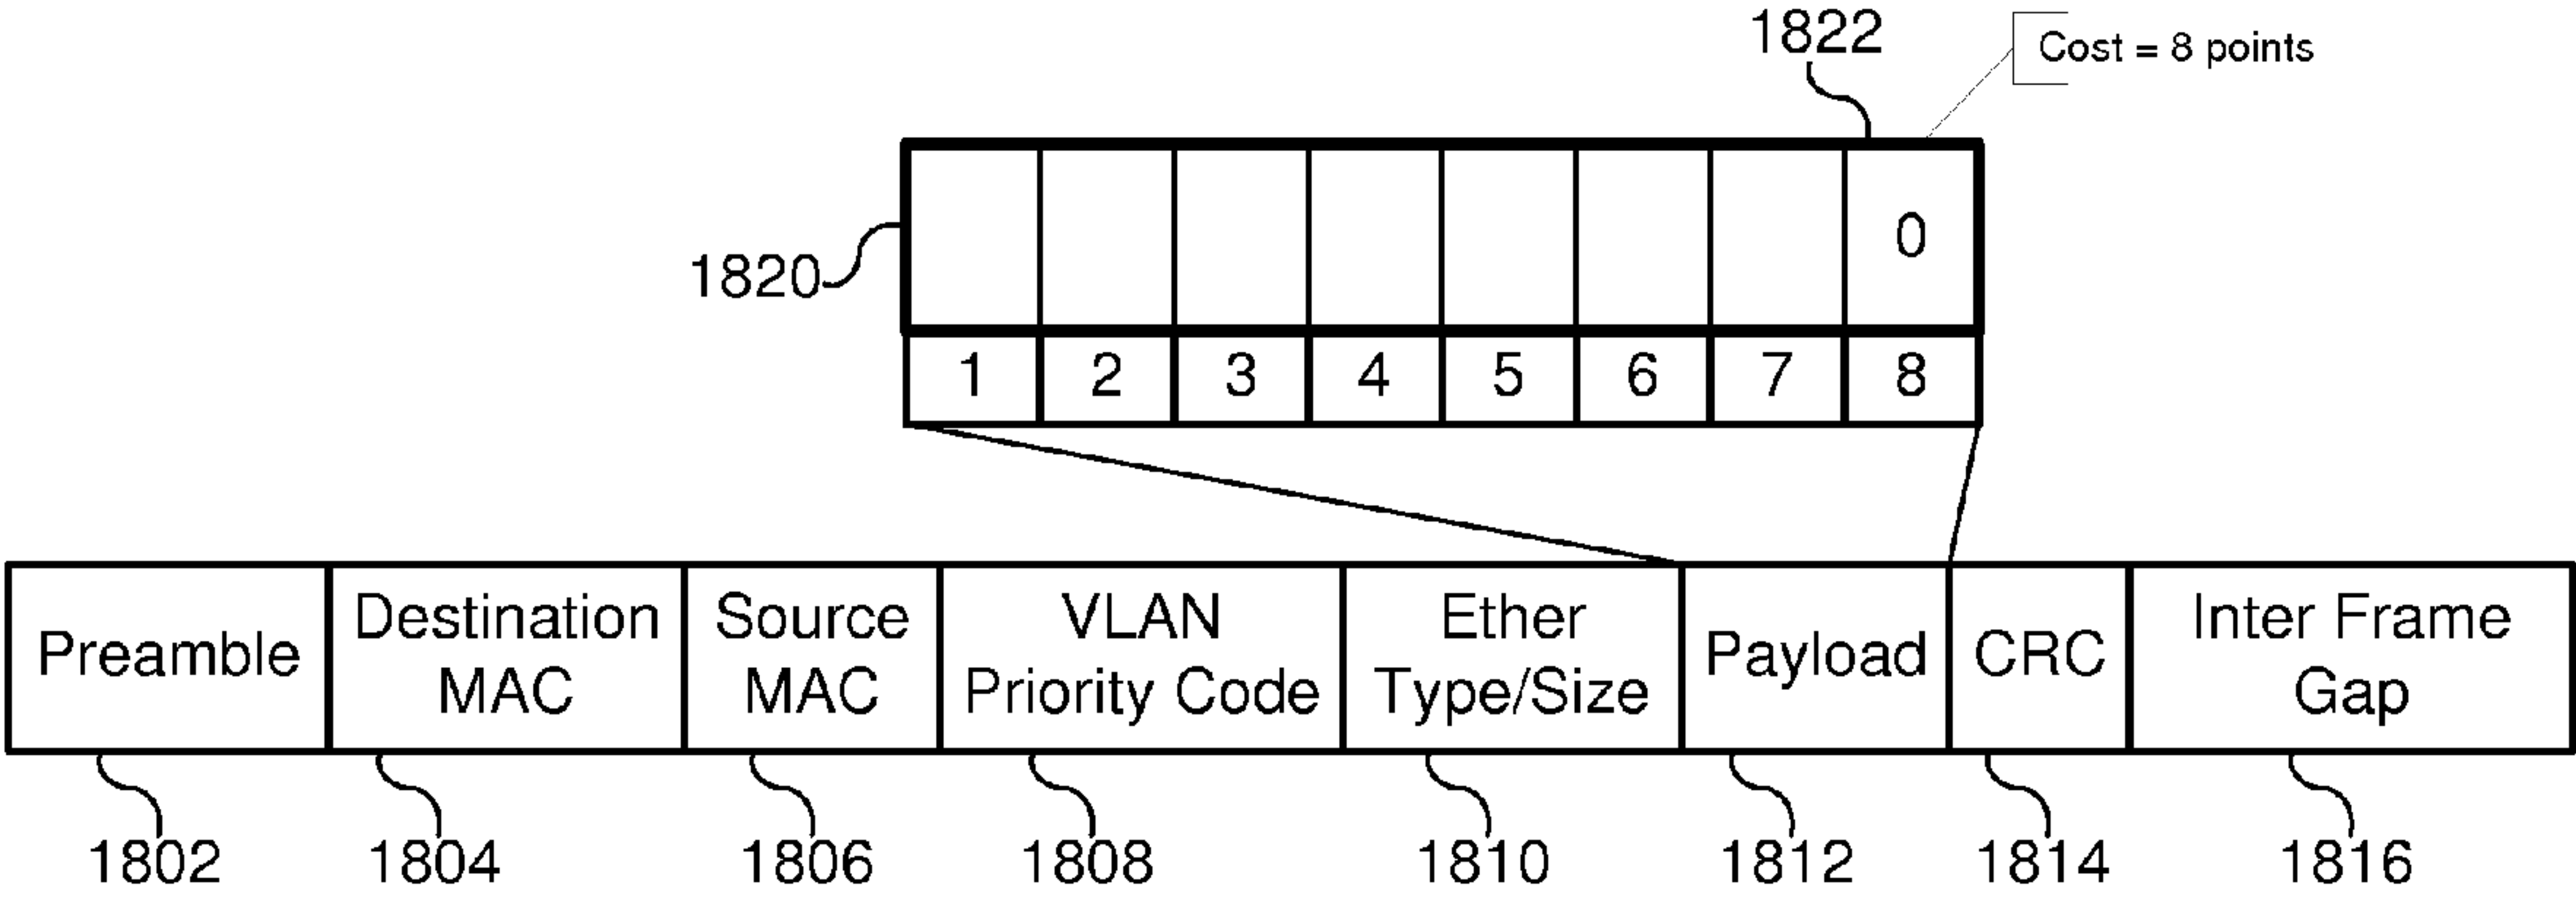 1822
Cost = 8 points
0
1820
1 2 3 4 5 6 7 8
Preamble
Destination
MAC
Source
MAC
VLAN
Priority Code
Ether
Type/Size
Payload
CRC
Inter Frame
Gap
1802 1804 1806 1808 1810 1812 1814 1816